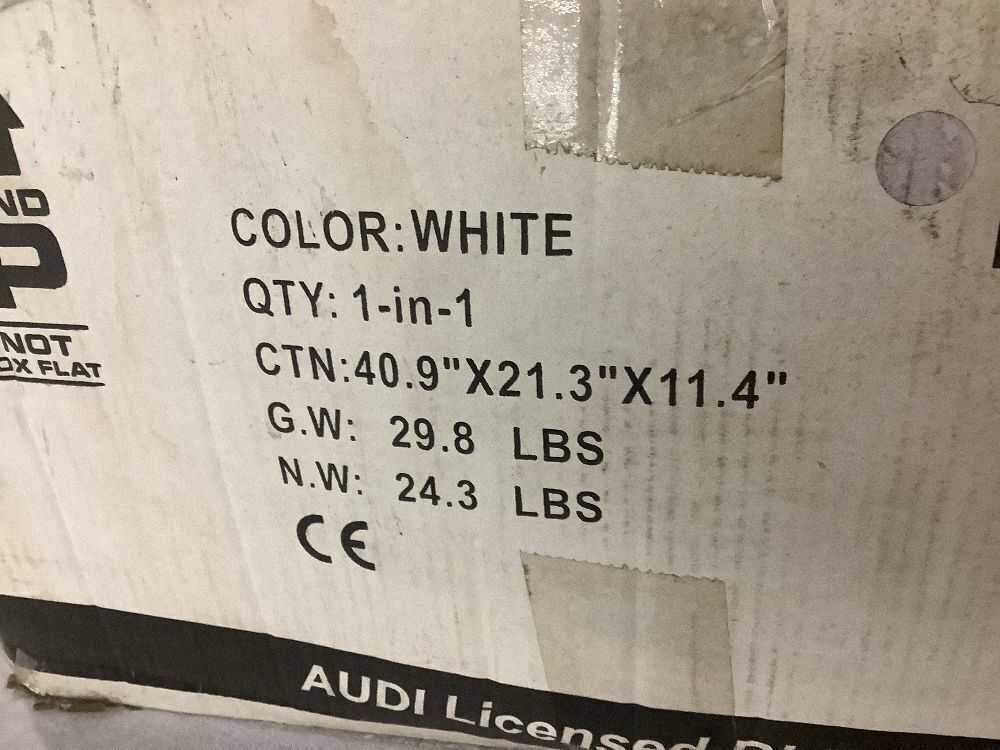 ND
P
NOT
OX FLAT
COLOR:WHITE
QTY: 1-in-1
CTN:40.9"X21.3"X11.4"
G.W: 29.8 LBS
N.W: 24.3 LBS
CE
AUDI Licensed